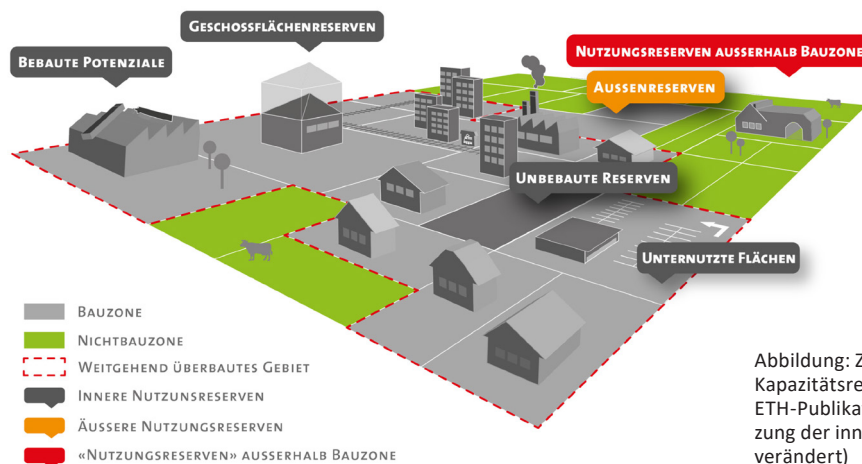 GESCHOSSFLÄCHENRESERVEN
BEBAUTE POTENZIALE
NUTZUNGSRESERVEN AUSSERHALB BAUZONE
AUSSENRESERVEN
UNBEBAUTE RESERVEN
UNTERNUTZTE FLÄCHEN
BAUZONE
NICHTBAUZONE
WEITGEHEND ÜBERBAUTES GEBIET
INNERE NUTZUNSRESERVEN
ÄUSSERE NUTZUNGSRESERVEN
«NUTZUNGSRESERVEN» AUSSERHALB BAUZONE
Abbildung: Z
Kapazitätsre
ETH-Publika
zung der inn
verändert)